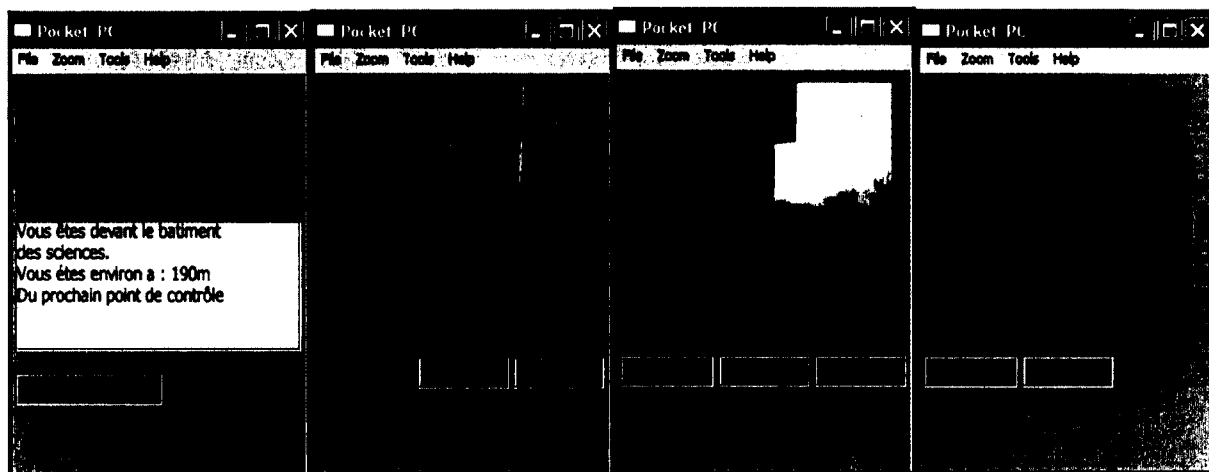 Pocket PC
File Zoom Tools Help
Vous êtes devant le batiment
des sciences.
Vous étes environ a : 190m
Du prochain point de contrôle
Pocket PC
File Zoom Tools Help
Pocket PC
File Zoom Tools Help
Pocket PC
File Zoom Tools Help